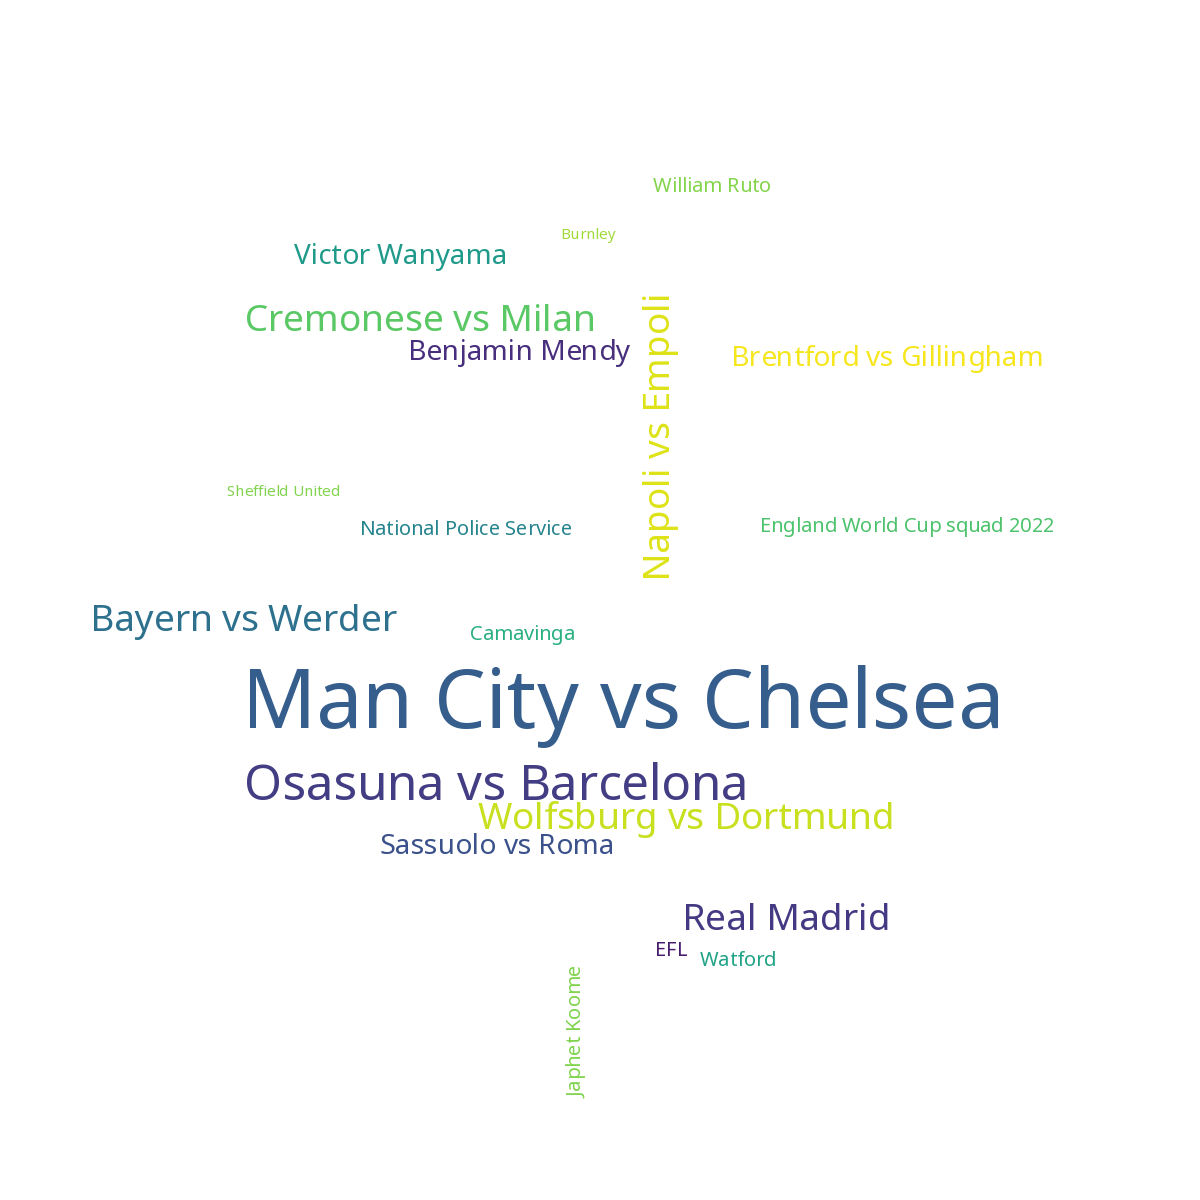 William Ruto
Burnley
Victor Wanyama
Cremonese vs Milan
Benjamin Mendy
Napoli vs Empoli
Brentford vs Gillingham
Sheffield United
National Police Service
England World Cup squad 2022
Bayern vs Werder
Camavinga
Man City vs Chelsea
Osasuna vs Barcelona
Wolfsburg vs Dortmund
Sassuolo vs Roma
Real Madrid
EFL
Watford
Japhet Koome